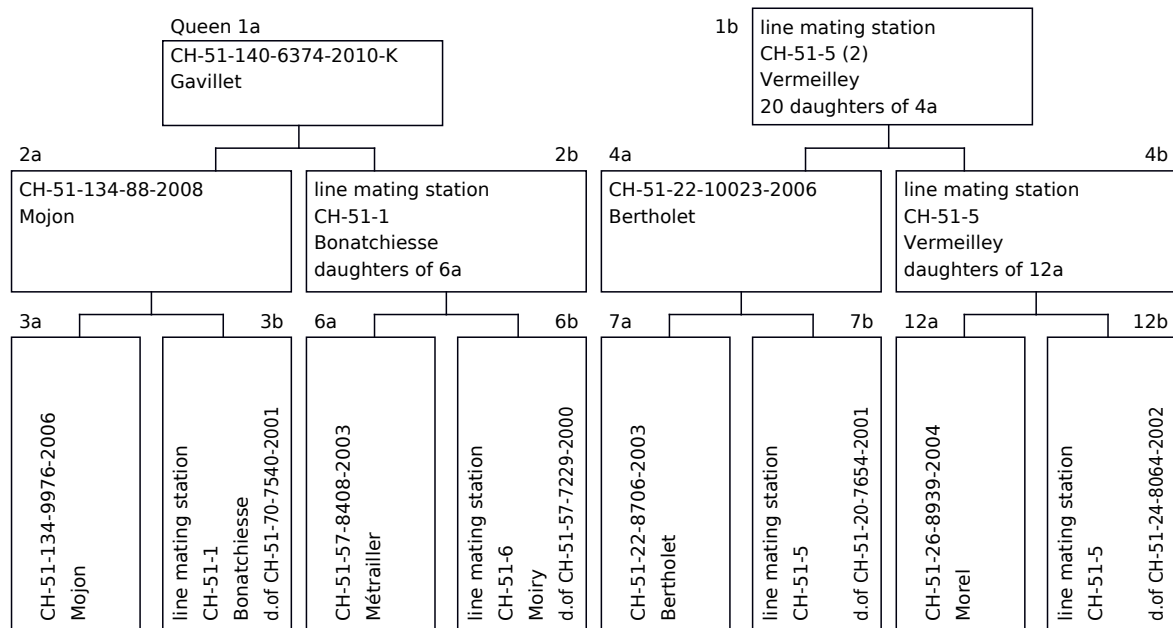 Queen 1a
CH-51-140-6374-2010-K
Gavillet
1b
line mating station
CH-51-5 (2)
Vermeilley
20 daughters of 4a
2a
CH-51-134-88-2008
Mojon
2b
line mating station
CH-51-1
Bonatchiesse
daughters of 6a
4a
CH-51-22-10023-2006
Bertholet
4b
line mating station
CH-51-5
Vermeilley
daughters of 12a
3a
CH-51-134-9976-2006
Mojon
3b
line mating station
CH-51-1
Bonatchiesse
d.of CH-51-70-7540-2001
6a
CH-51-57-8408-2003
Métrailler
6b
line mating station
CH-51-6
Moiry
d.of CH-51-57-7229-2000
7a
CH-51-22-8706-2003
Bertholet
7b
line mating station
CH-51-5
d.of CH-51-20-7654-2001
12a
CH-51-26-8939-2004
Morel
12b
line mating station
CH-51-5
d.of CH-51-24-8064-2002